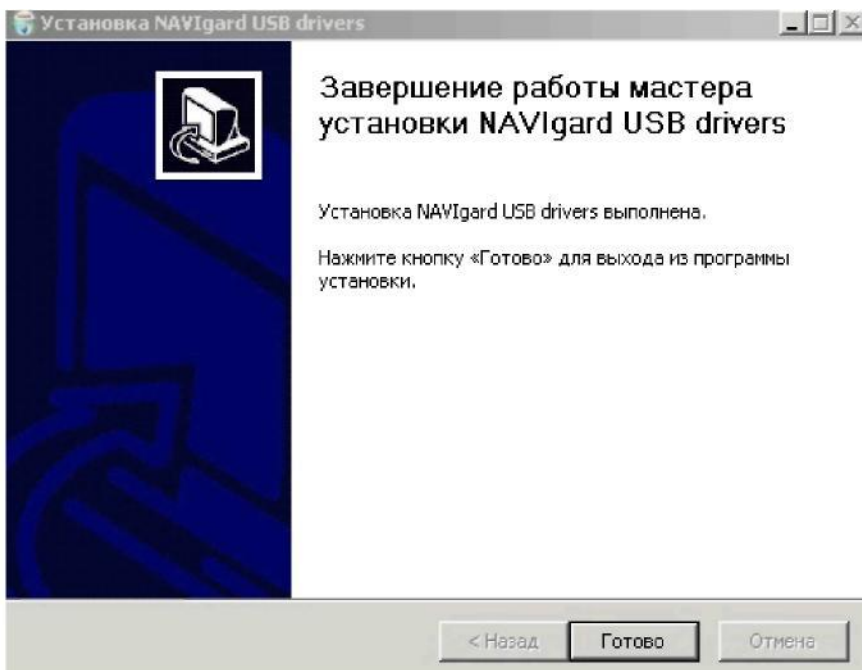 Установка NAVIgard USB drivers
Завершение работы мастера
установки NAVIgard USB drivers
Установка NAVIgard USB drivers выполнена.
Нажмите кнопку «Готово» для выхода из программы
установки.
< Назад Готово Отмена